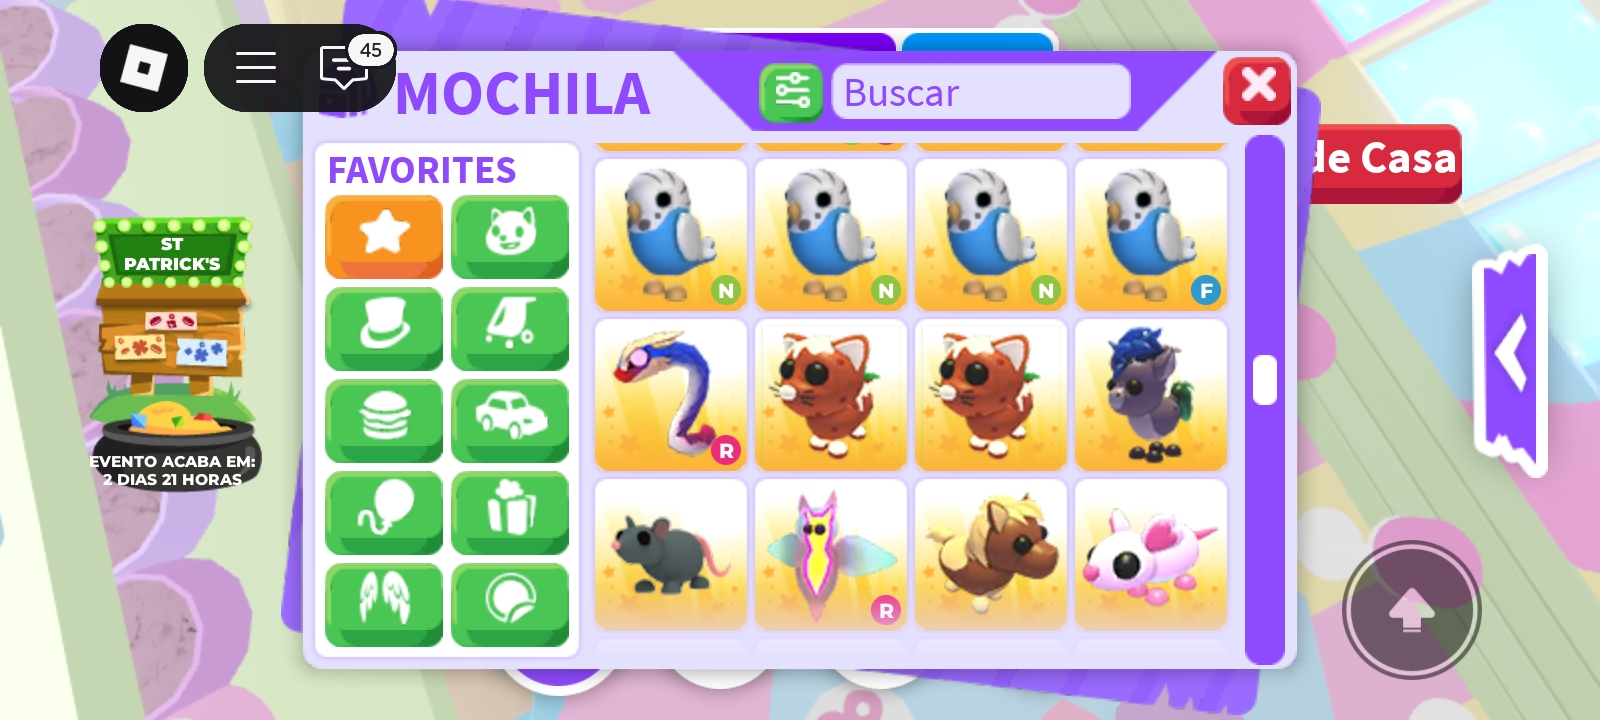 45
MOCHILA
Buscar
FAVORITES
de Casa
ST
PATRICK'S
EVENTO ACABA EM:
2 DIAS 21 HORAS
N
N
N
F
R
R